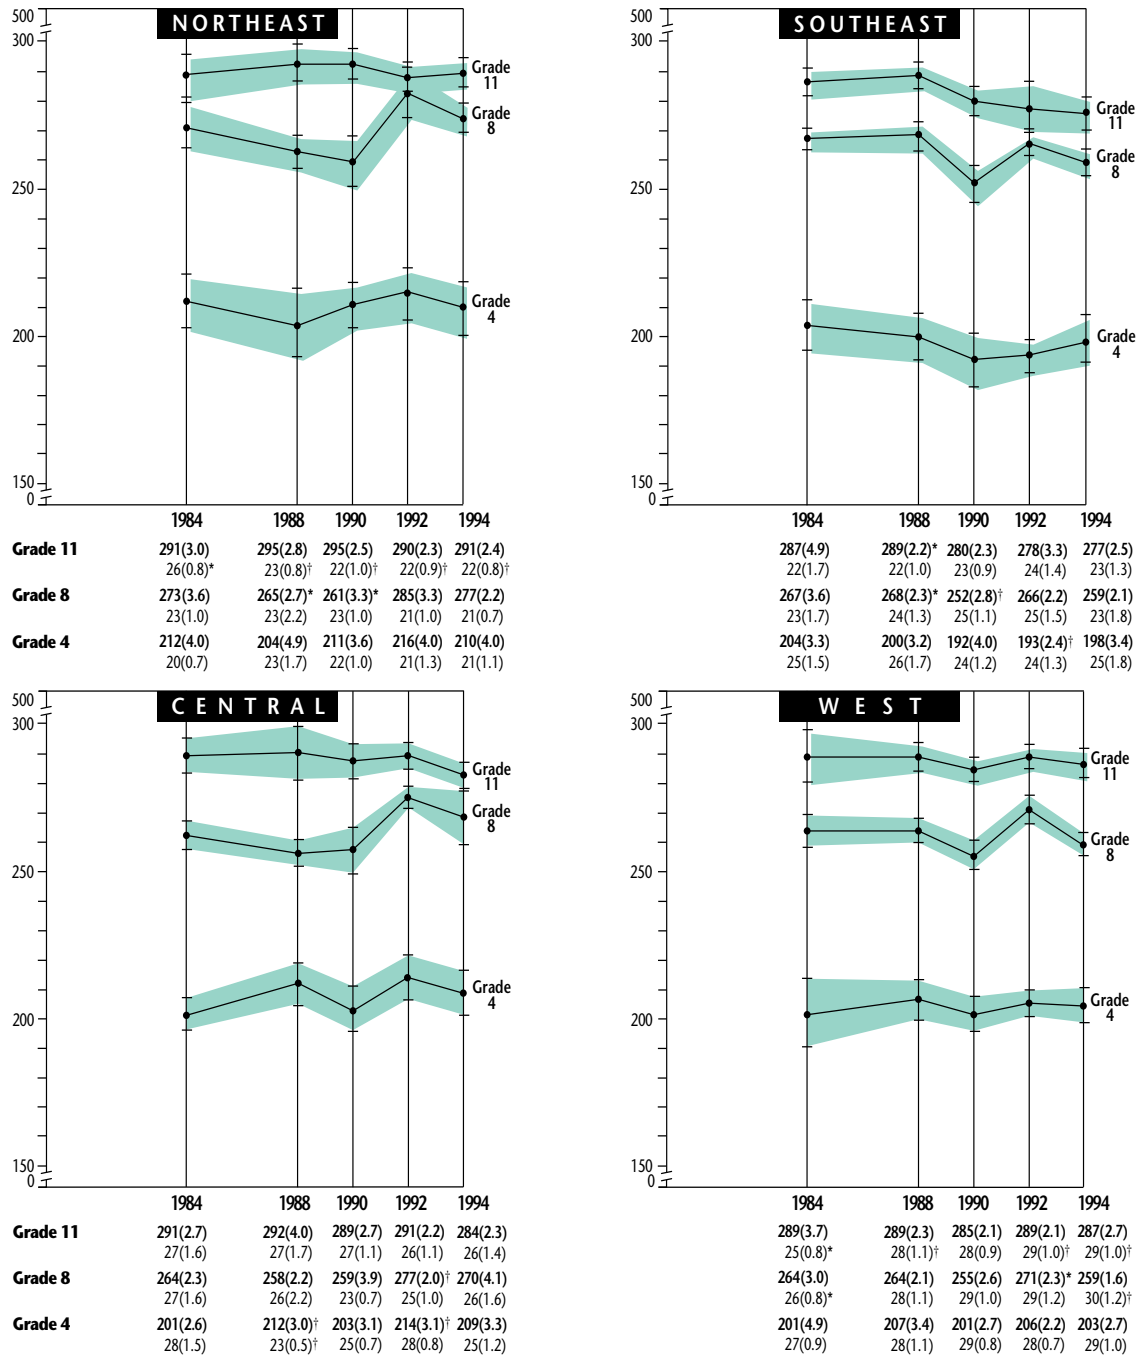 NORTHEAST
500
300
250
200
150
0
Grade
11
Grade
8
Grade
4
1984 1988 1990 1992 1994
Grade 11 291(3.0) 295(2.8) 295(2.5) 290(2.3) 291(2.4)
26(0.8)* 23(0.8)† 22(1.0)† 22(0.9)† 22(0.8)†
Grade 8 273(3.6) 265(2.7)* 261(3.3)* 285(3.3) 277(2.2)
23(1.0) 23(2.2) 23(1.0) 21(1.0) 21(0.7)
Grade 4 212(4.0) 204(4.9) 211(3.6) 216(4.0) 210(4.0)
20(0.7) 23(1.7) 22(1.0) 21(1.3) 21(1.1)
SOUTHEAST
500
300
250
200
150
0
Grade
11
Grade
8
Grade
4
1984 1988 1990 1992 1994
287(4.9) 289(2.2)* 280(2.3) 278(3.3) 277(2.5)
22(1.7) 22(1.0) 23(0.9) 24(1.4) 23(1.3)
267(3.6) 268(2.3)* 252(2.8)† 266(2.2) 259(2.1)
23(1.7) 24(1.3) 25(1.1) 25(1.5) 23(1.8)
204(3.3) 200(3.2) 192(4.0) 193(2.4)† 198(3.4)
25(1.5) 26(1.7) 24(1.2) 24(1.3) 25(1.8)
CENTRAL
500
300
250
200
150
0
Grade
11
Grade
8
Grade
4
1984 1988 1990 1992 1994
Grade 11 291(2.7) 292(4.0) 289(2.7) 291(2.2) 284(2.3)
27(1.6) 27(1.7) 27(1.1) 26(1.1) 26(1.4)
Grade 8 264(2.3) 258(2.2) 259(3.9) 277(2.0)† 270(4.1)
27(1.6) 26(2.2) 23(0.7) 25(1.0) 26(1.6)
Grade 4 201(2.6) 212(3.0)† 203(3.1) 214(3.1)† 209(3.3)
28(1.5) 23(0.5)† 25(0.7) 28(0.8) 25(1.2)
WEST
500
300
250
200
150
0
Grade
11
Grade
8
Grade
4
1984 1988 1990 1992 1994
289(3.7) 289(2.3) 285(2.1) 289(2.1) 287(2.7)
25(0.8)* 28(1.1)† 28(0.9) 29(1.0)† 29(1.0)†
264(3.0) 264(2.1) 255(2.6) 271(2.3)* 259(1.6)
26(0.8)* 28(1.1) 29(1.0) 29(1.2) 30(1.2)†
201(4.9) 207(3.4) 201(2.7) 206(2.2) 203(2.7)
27(0.9) 28(1.1) 29(0.8) 28(0.7) 29(1.0)